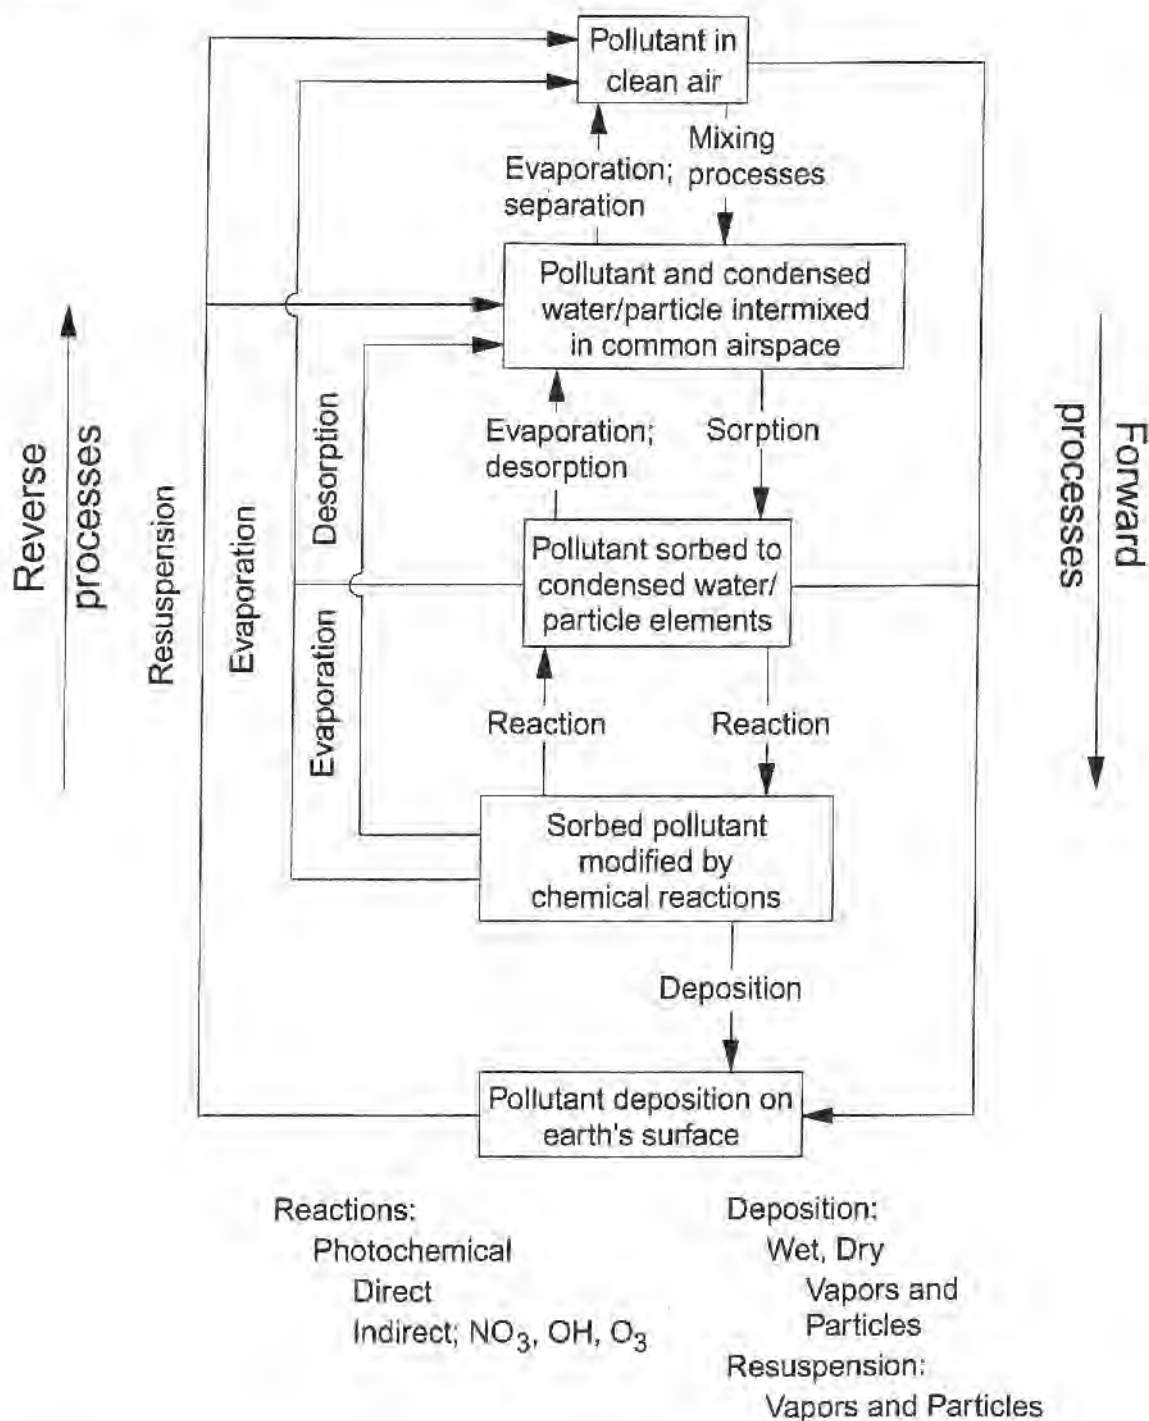 Pollutant in
clean air
Mixing
processes
Evaporation;
separation
Pollutant and condensed
water/particle intermixed
in common airspace
Reverse
processes
Resuspension
Evaporation
Desorption
Evaporation
Evaporation;
desorption
Sorption
Forward
processes
Pollutant sorbed to
condensed water/
particle elements
Reaction
Reaction
Sorbed pollutant
modified by
chemical reactions
Deposition
Pollutant deposition on
earth's surface
Reactions:
Photochemical
Direct
Indirect; NO3, OH, O3
Deposition:
Wet, Dry
Vapors and
Particles
Resuspension:
Vapors and Particles